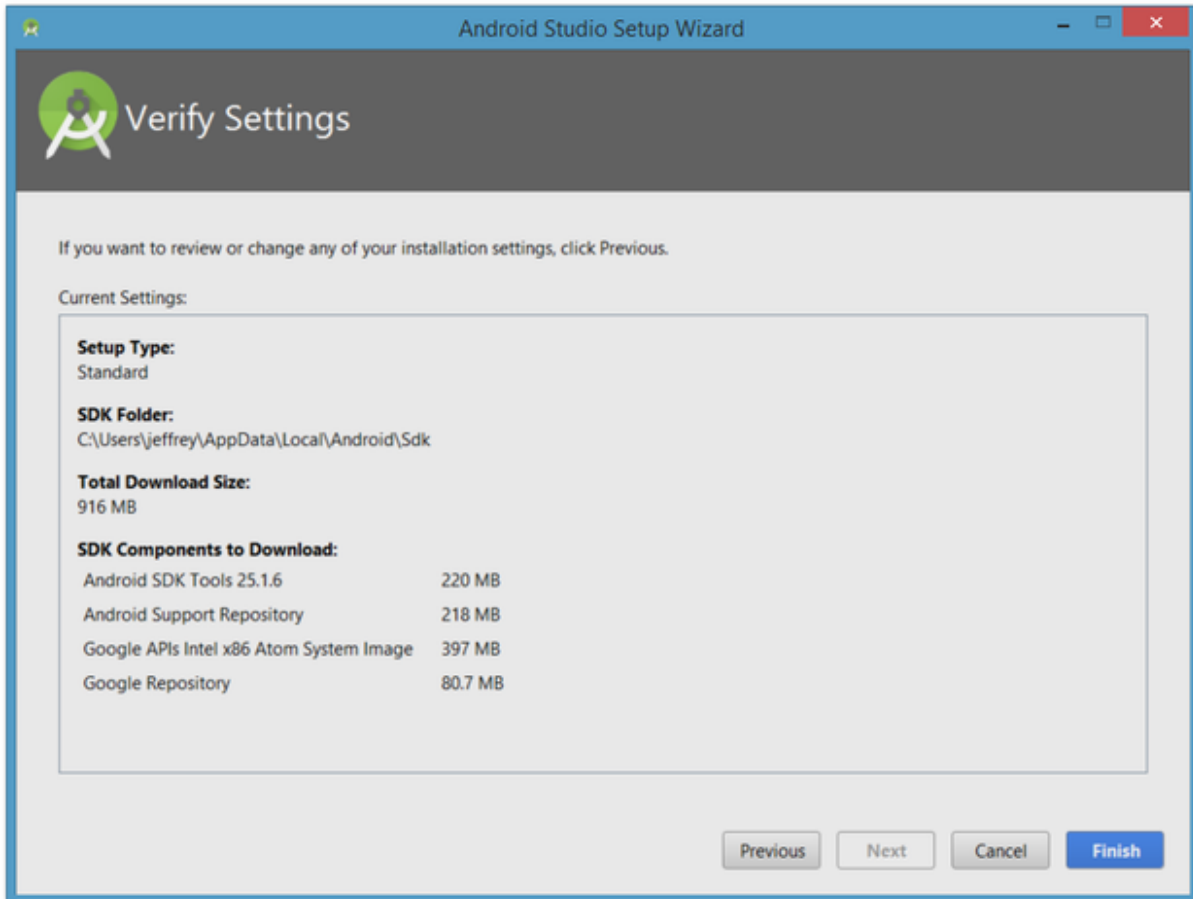 Android Studio Setup Wizard
Verify Settings
If you want to review or change any of your installation settings, click Previous.
Current Settings:
Setup Type:
Standard
SDK Folder:
C:\Users\jeffrey\AppData\Local\Android\Sdk
Total Download Size:
916 MB
SDK Components to Download:
Android SDK Tools 25.1.6 220 MB
Android Support Repository 218 MB
Google APIs Intel x86 Atom System Image 397 MB
Google Repository 80.7 MB
Previous Next Cancel Finish